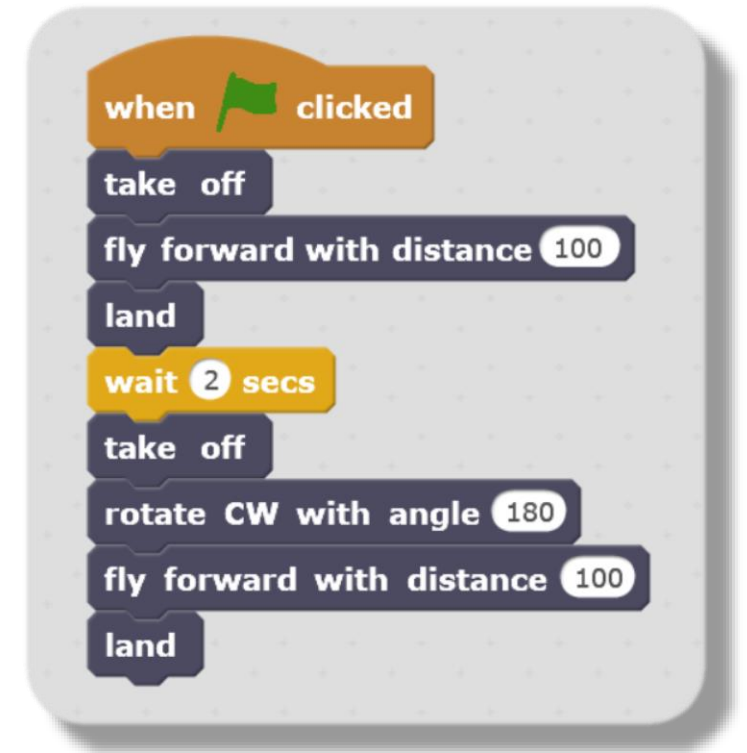 when clicked
take off
fly forward with distance 100
land
wait 2 secs
take off
rotate CW with angle 180
fly forward with distance 100
land